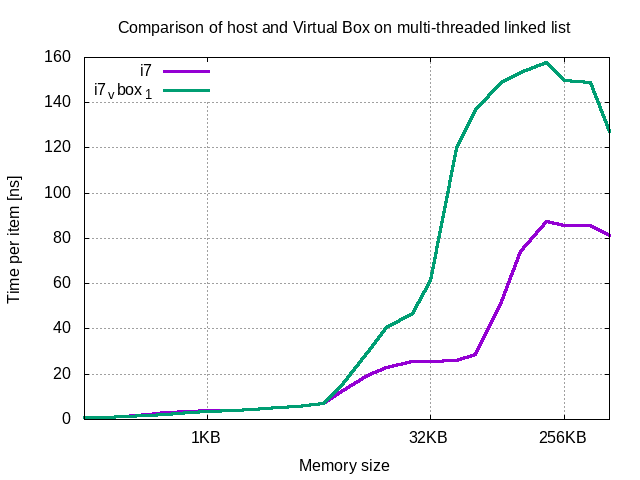 Comparison of host and Virtual Box on multi-threaded linked list
i7
i7vbox1
160
140
120
100
80
60
40
20
0
Time per item [ns]
1KB 32KB 256KB
Memory size